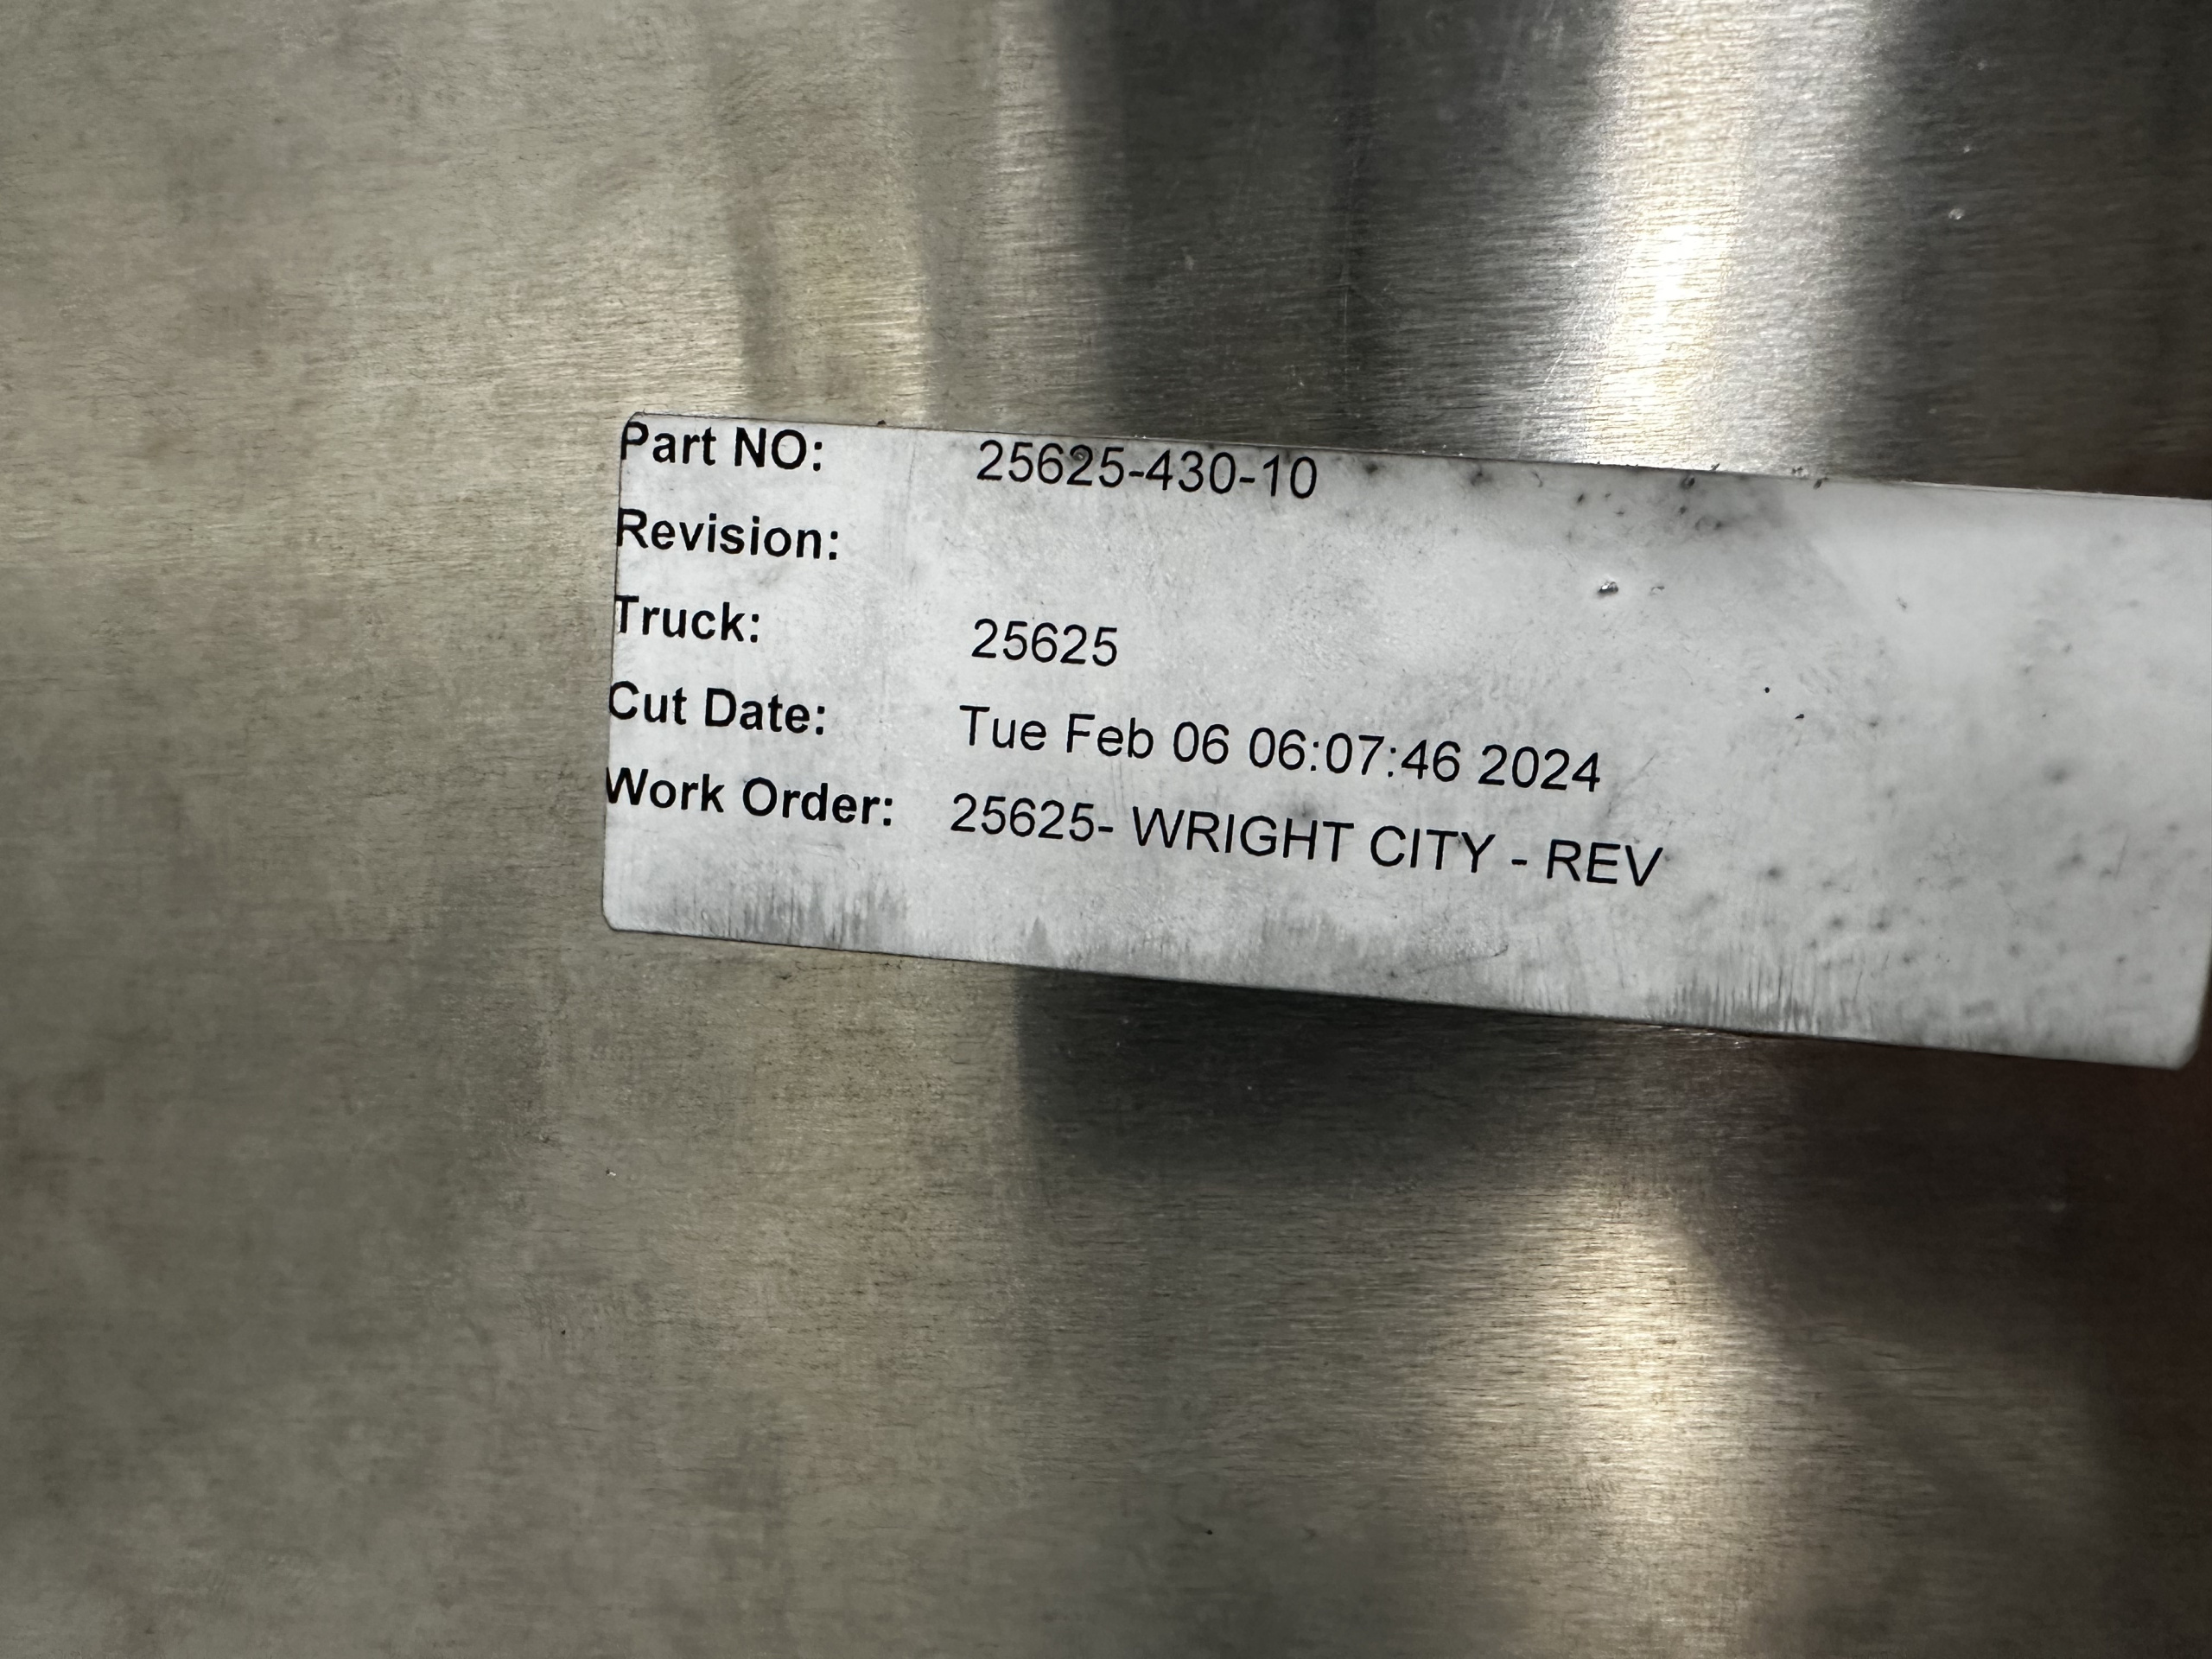 Part NO: 25625-430-10
Revision:
Truck: 25625
Cut Date: Tue Feb 06 06:07:46 2024
Work Order: 25625- WRIGHT CITY - REV